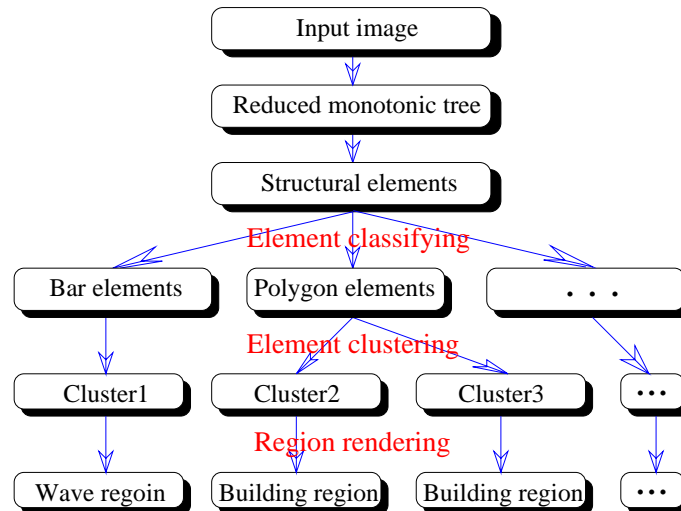 Input image
Reduced monotonic tree
Structural elements
Element classifying
Bar elements
Polygon elements
. . .
Element clustering
Cluster1
Cluster2
Cluster3
...
Region rendering
Wave regoin
Building region
Building region
...